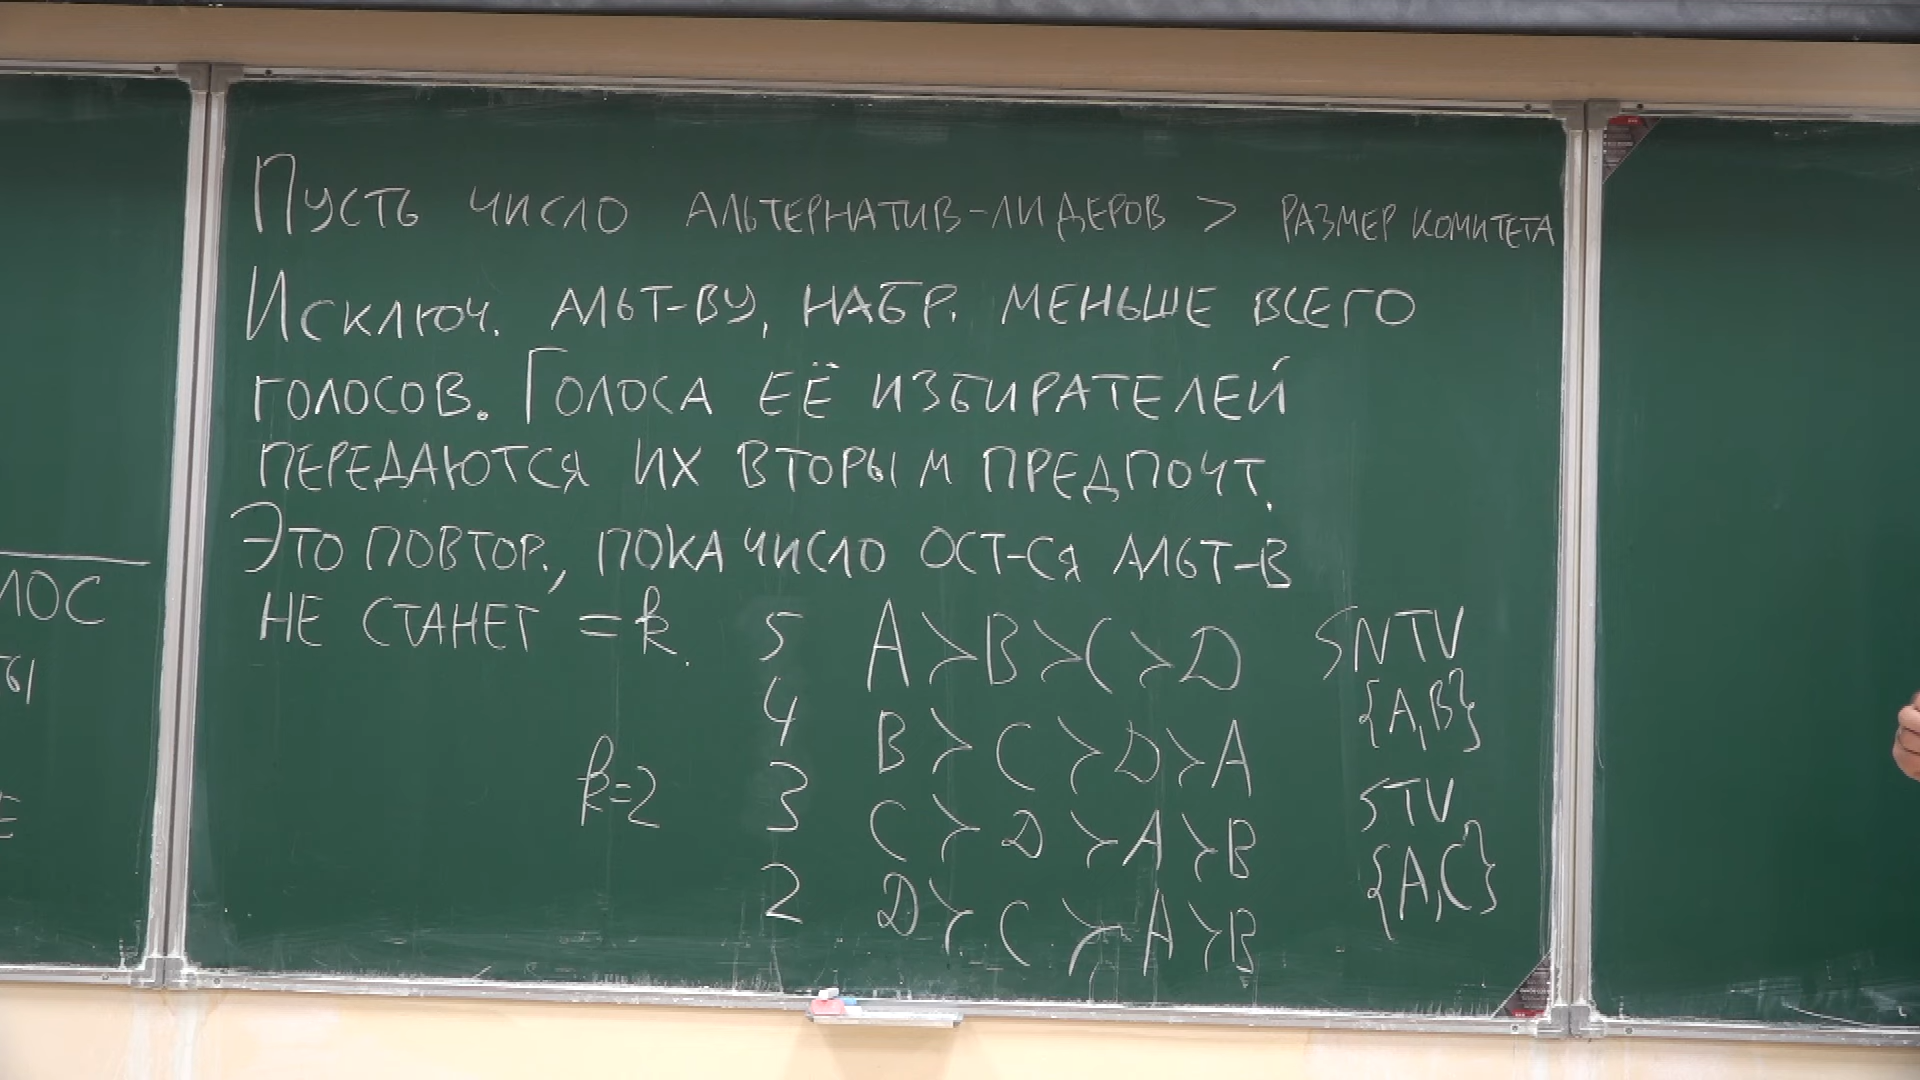 Пусть число альтернатив-лидеров > размер комитета
Исключ. альт-ву, набр. меньше всего
голосов. Голоса её избирателей
передаются их вторым предпочт.
Это повтор., пока число ост-ся альт-в
не станет = k.
k=2
5 A ≻ B ≻ C ≻ D
4 B ≻ C ≻ D ≻ A
3 C ≻ D ≻ A ≻ B
2 D ≻ C ≻ A ≻ B
SNTV
{A,B}
STV
{A,C}